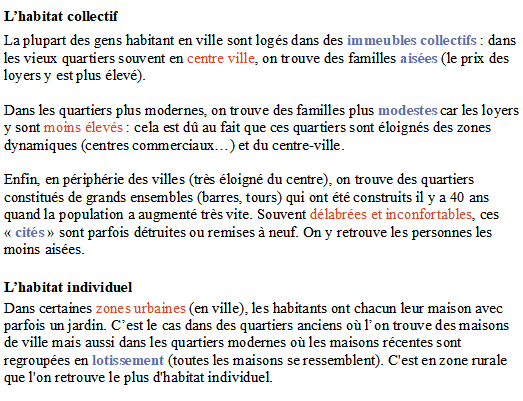 L'habitat collectif
La plupart des gens habitant en ville sont logés dans des immeubles collectifs : dans
les vieux quartiers souvent en centre ville, on trouve des familles aisées (le prix des
loyers y est plus élevé).
Dans les quartiers plus modernes, on trouve des familles plus modestes car les loyers
y sont moins élevés : cela est dû au fait que ces quartiers sont éloignés des zones
dynamiques (centres commerciaux…) et du centre-ville.
Enfin, en périphérie des villes (très éloigné du centre), on trouve des quartiers
constitués de grands ensembles (barres, tours) qui ont été construits il y a 40 ans
quand la population a augmenté très vite. Souvent délabrées et inconfortables, ces
« cités » sont parfois détruites ou remises à neuf. On y retrouve les personnes les
moins aisées.
L'habitat individuel
Dans certaines zones urbaines (en ville), les habitants ont chacun leur maison avec
parfois un jardin. C'est le cas dans des quartiers anciens où l'on trouve des maisons
de ville mais aussi dans les quartiers modernes où les maisons récentes sont
regroupées en lotissement (toutes les maisons se ressemblent). C'est en zone rurale
que l'on retrouve le plus d'habitat individuel.